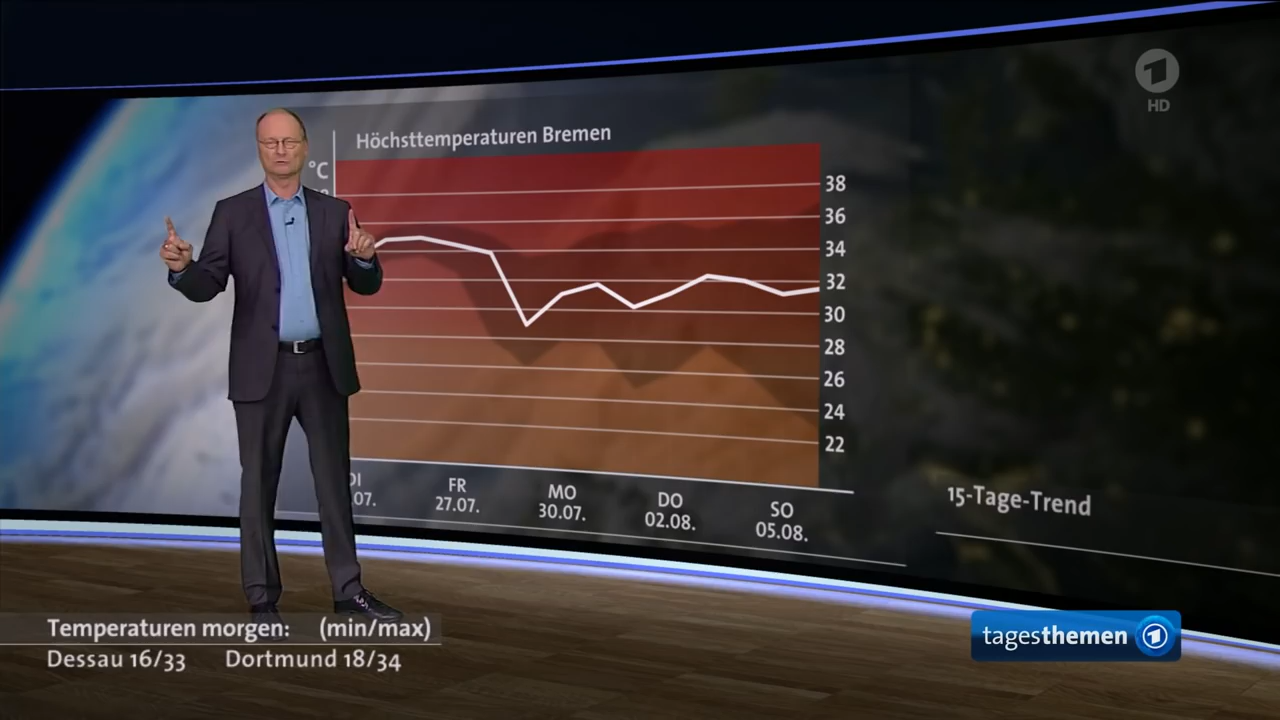 HD
Höchsttemperaturen Bremen
°C
38
36
34
32
30
28
26
24
22
FR
27.07.
MO
30.07.
DO
02.08.
SO
05.08.
15-Tage-Trend
Temperaturen morgen: (min/max)
Dessau 16/33 Dortmund 18/34
tagesthemen